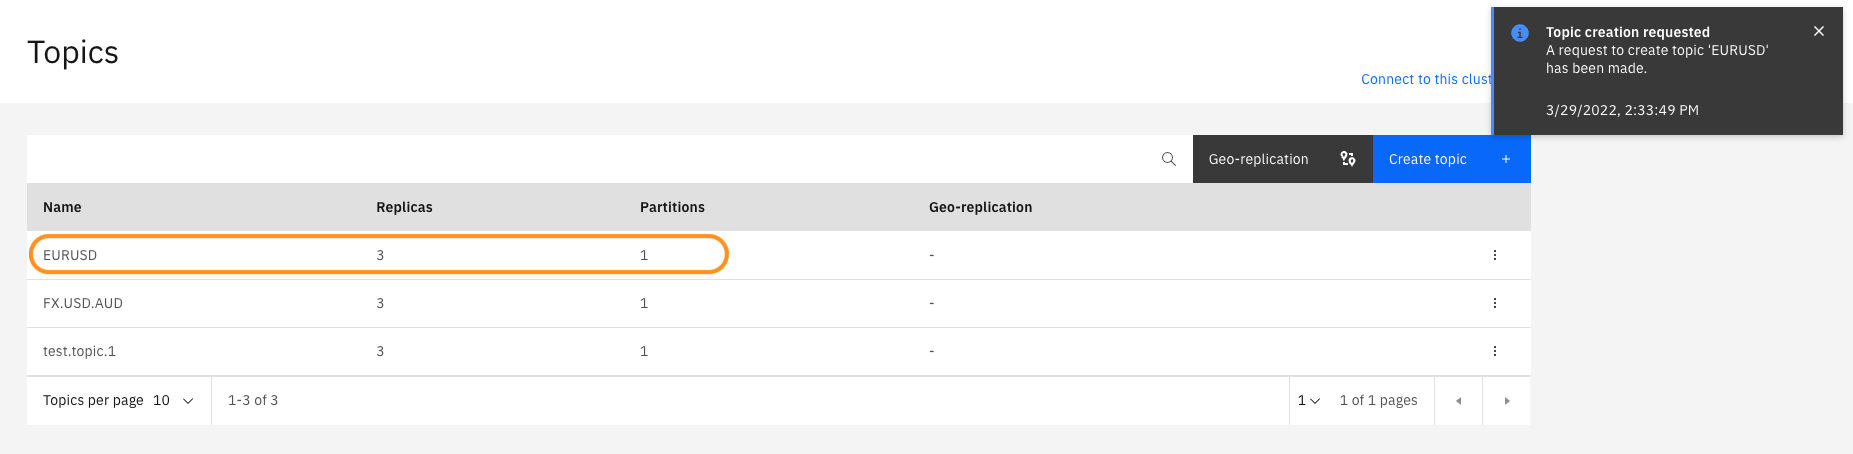 Topics
Connect to this clust
Topic creation requested
A request to create topic 'EURUSD'
has been made.
3/29/2022, 2:33:49 PM
Geo-replication
Create topic +
Name Replicas Partitions Geo-replication
EURUSD 3 1 -
FX.USD.AUD 3 1 -
test.topic.1 3 1 -
Topics per page 10 1-3 of 3 1 1 of 1 pages